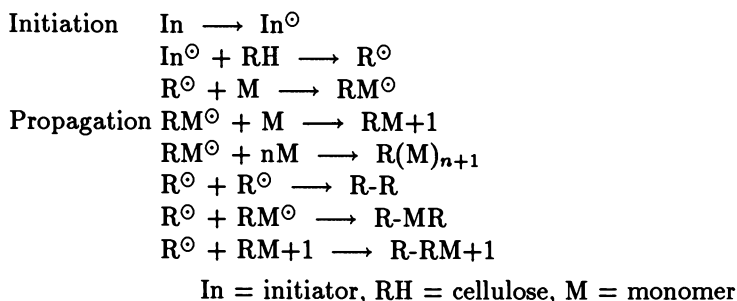 Initiation In ⟶ In⊙
In⊙ + RH ⟶ R⊙
R⊙ + M ⟶ RM⊙
Propagation RM⊙ + M ⟶ RM+1
RM⊙ + nM ⟶ R(M)ₙ₊₁
R⊙ + R⊙ ⟶ R-R
R⊙ + RM⊙ ⟶ R-MR
R⊙ + RM+1 ⟶ R-RM+1
In = initiator, RH = cellulose, M = monomer